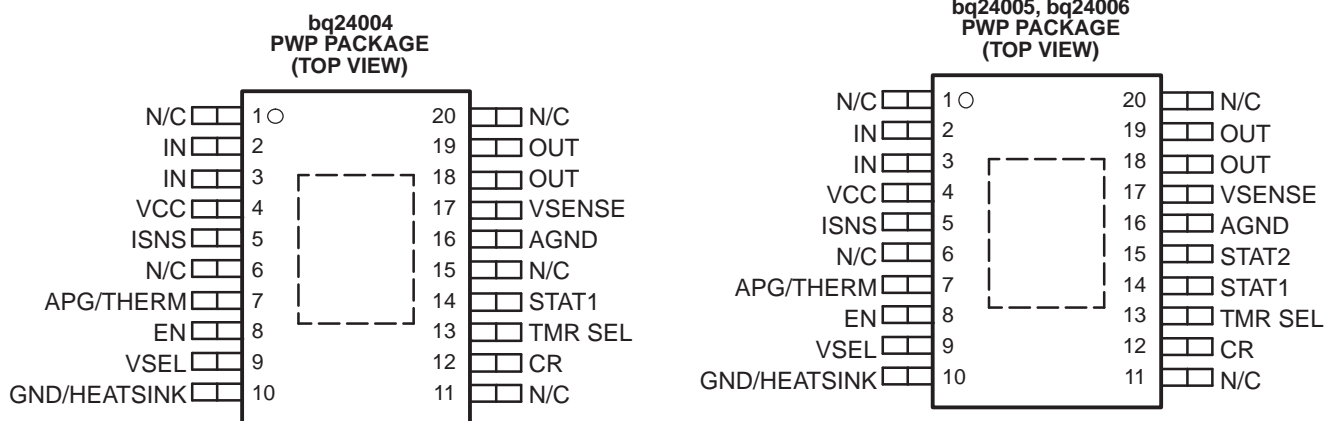 bq24004
PWP PACKAGE
(TOP VIEW)
N/C 1 20 N/C
IN 2 19 OUT
IN 3 18 OUT
VCC 4 17 VSENSE
ISNS 5 16 AGND
N/C 6 15 N/C
APG/THERM 7 14 STAT1
EN 8 13 TMR SEL
VSEL 9 12 CR
GND/HEATSINK 10 11 N/C
bq24005, bq24006
PWP PACKAGE
(TOP VIEW)
N/C 1 20 N/C
IN 2 19 OUT
IN 3 18 OUT
VCC 4 17 VSENSE
ISNS 5 16 AGND
N/C 6 15 STAT2
APG/THERM 7 14 STAT1
EN 8 13 TMR SEL
VSEL 9 12 CR
GND/HEATSINK 10 11 N/C